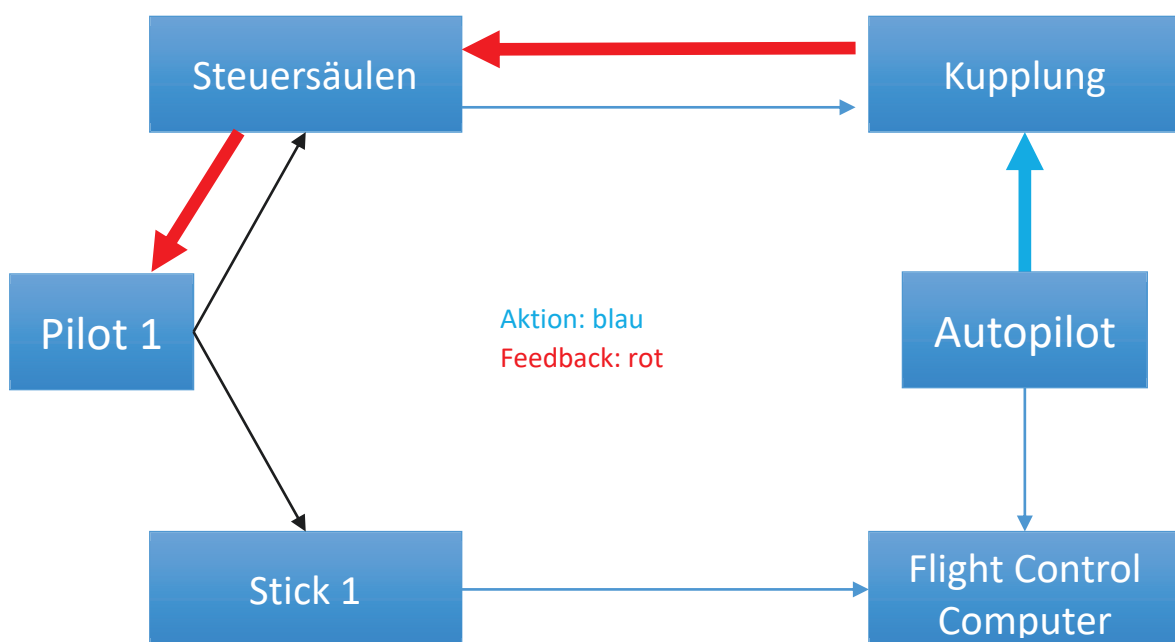 Steuersäulen
Kupplung
Pilot 1
Aktion: blau
Feedback: rot
Autopilot
Stick 1
Flight Control
Computer